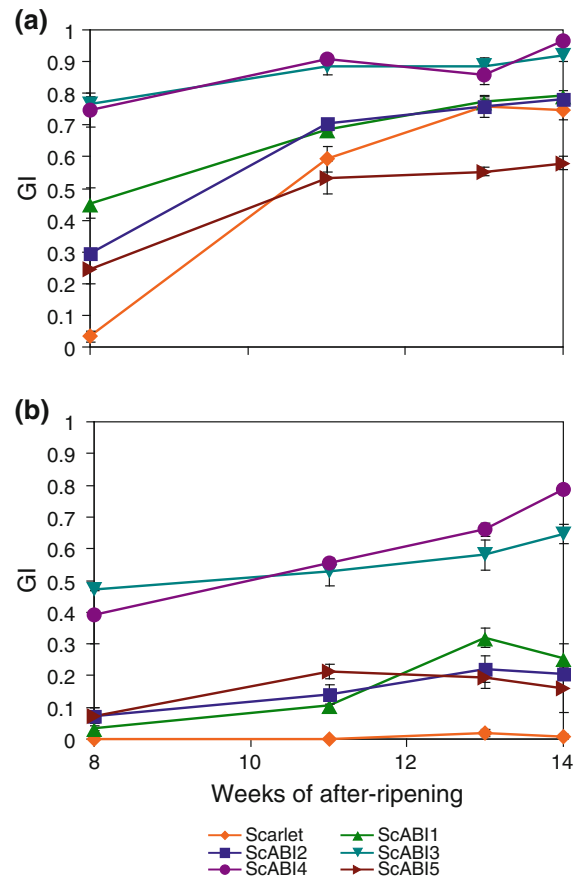 (a)
1
0.9
0.8
0.7
0.6
0.5
0.4
0.3
0.2
0.1
0
GI
(b)
1
0.9
0.8
0.7
0.6
0.5
0.4
0.3
0.2
0.1
0
GI
8 10 12 14
Weeks of after-ripening
Scarlet ScABI1
ScABI2 ScABI3
ScABI4 ScABI5